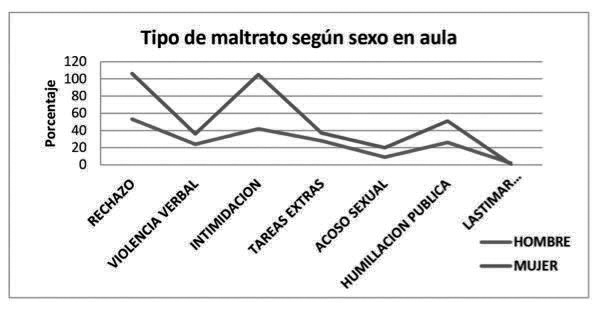 Tipo de maltrato según sexo en aula
Porcentaje
120
100
80
60
40
20
0
RECHAZO
VIOLENCIA VERBAL
INTIMIDACION
TAREAS EXTRAS
ACOSO SEXUAL
HUMILLACION PUBLICA
LASTIMAR...
HOMBRE
MUJER